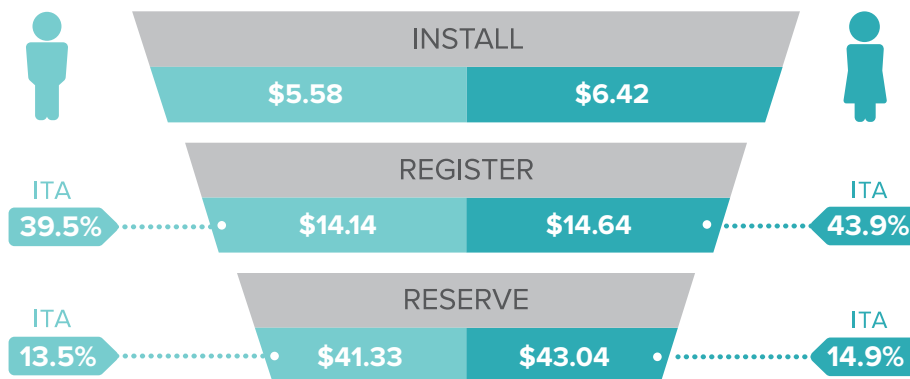 INSTALL
$5.58 $6.42
REGISTER
ITA ITA
39.5% $14.14 $14.64 43.9%
RESERVE
ITA ITA
13.5% $41.33 $43.04 14.9%